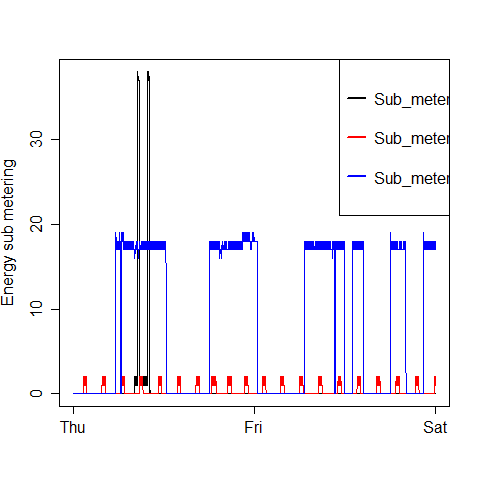 Energy sub metering
30
20
10
0
Sub_meter
Sub_meter
Sub_meter
Thu Fri Sat